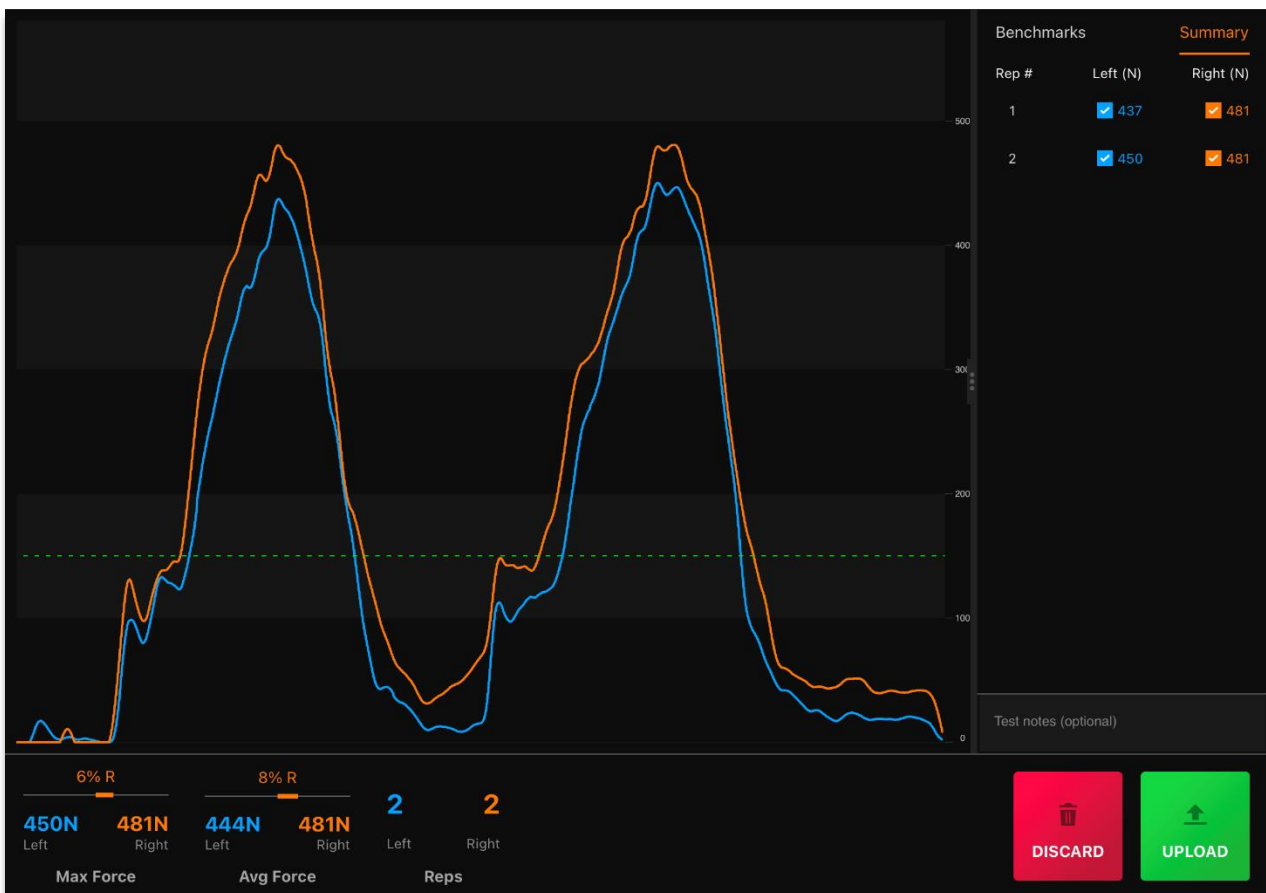 Benchmarks Summary
Rep # Left (N) Right (N)
1 437 481
2 450 481
500
400
300
200
100
0
Test notes (optional)
6% R 8% R
450N 481N 444N 481N 2 2
Left Right Left Right Left Right
Max Force Avg Force Reps
DISCARD UPLOAD